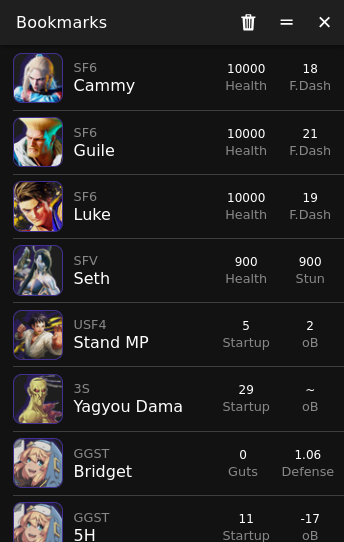 Bookmarks
SF6 10000 18
Cammy Health F.Dash
SF6 10000 21
Guile Health F.Dash
SF6 10000 19
Luke Health F.Dash
SFV 900 900
Seth Health Stun
USF4 5 2
Stand MP Startup oB
3S 29 ~
Yagyou Dama Startup oB
GGST 0 1.06
Bridget Guts Defense
GGST 11 -17
5H Startup oB